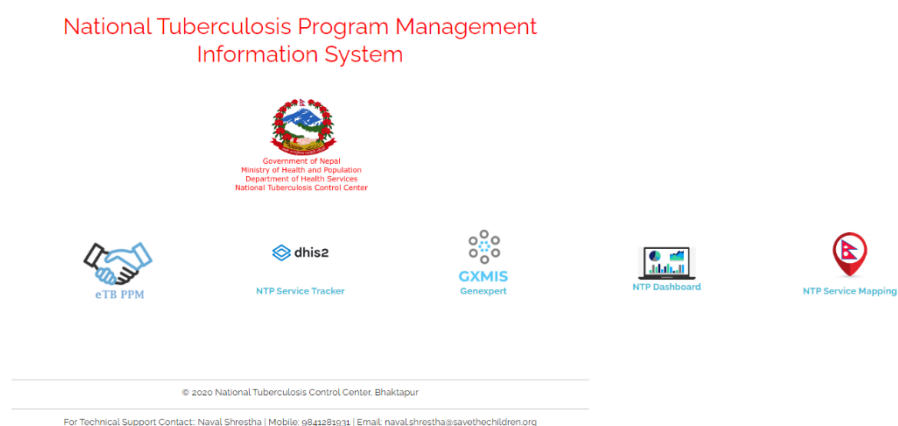 National Tuberculosis Program Management
Information System
Government of Nepal
Ministry of Health and Population
Department of Health Services
National Tuberculosis Control Center
eTB PPM
dhis2
NTP Service Tracker
GXMIS
Genexpert
NTP Dashboard
NTP Service Mapping
© 2020 National Tuberculosis Control Center, Bhaktapur
For Technical Support Contact:: Naval Shrestha | Mobile: 9841281931 | Email: naval.shrestha@savethechildren.org